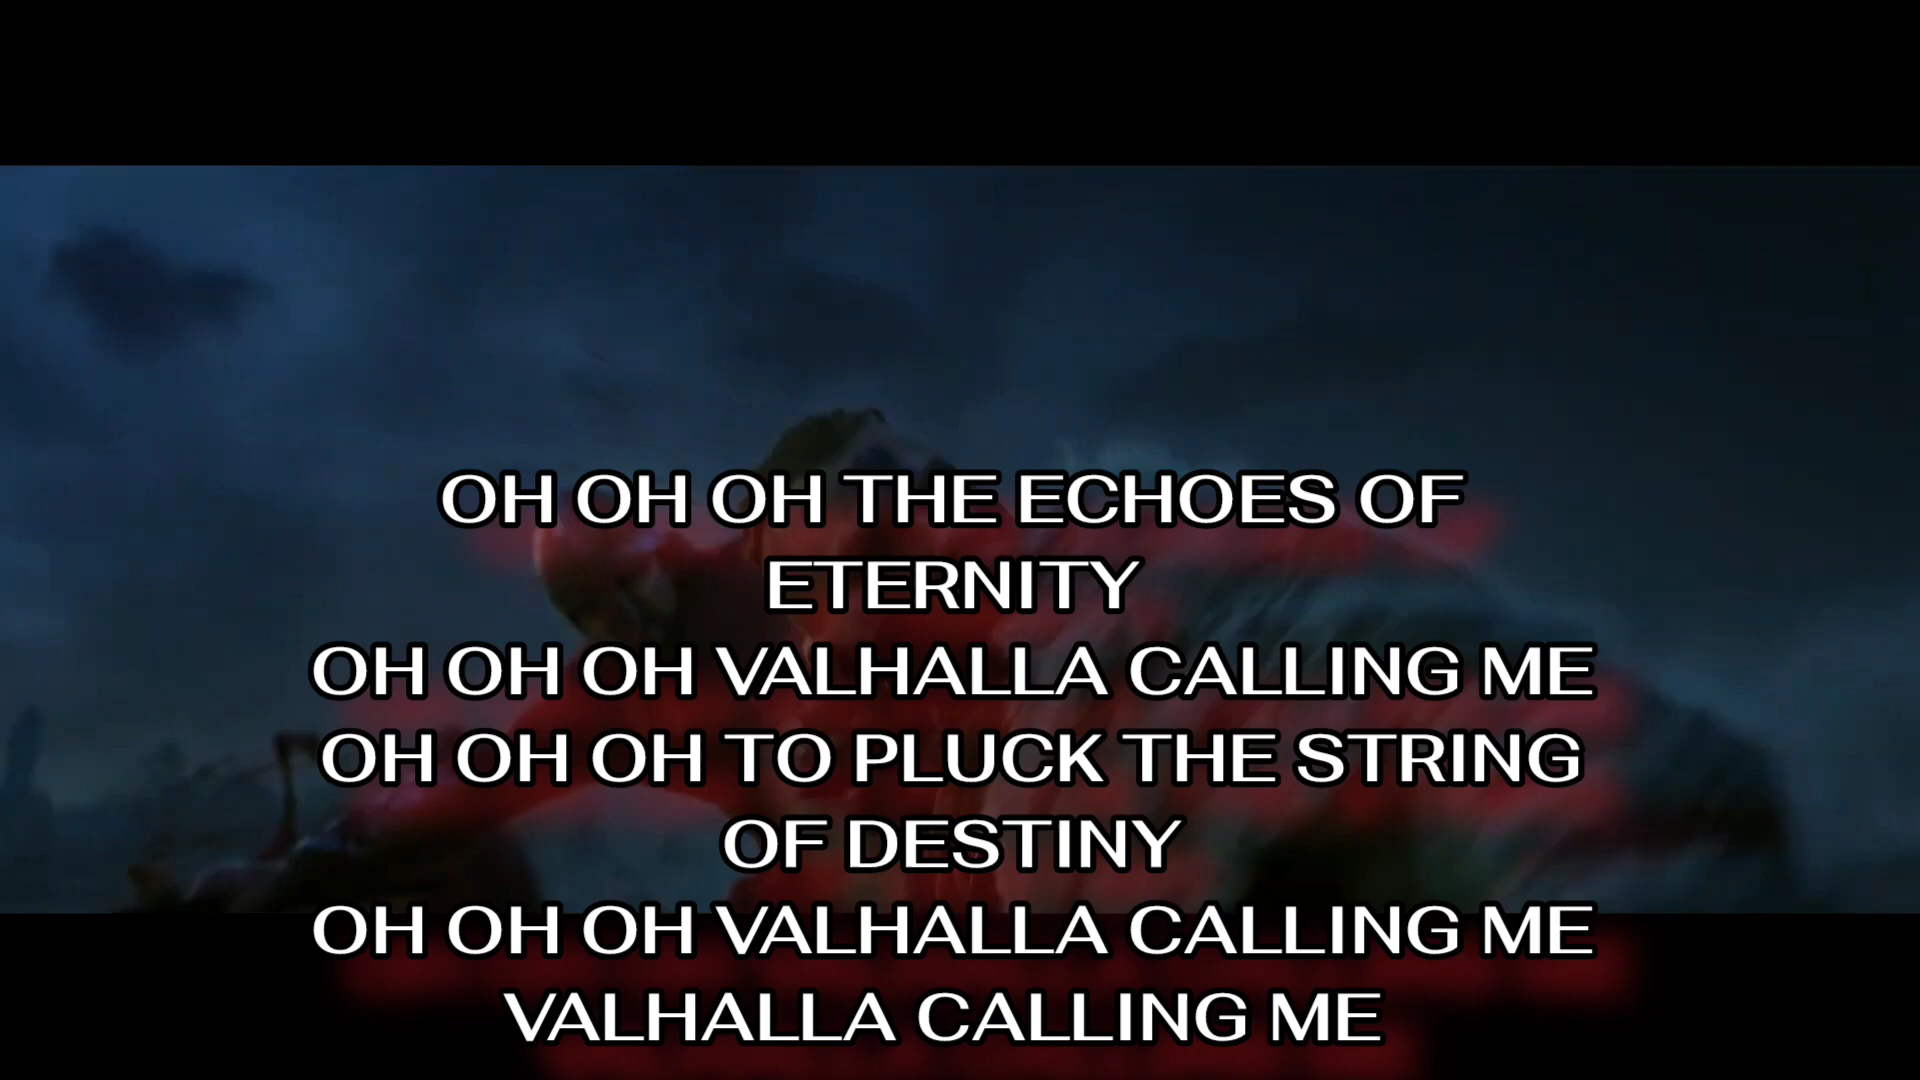 OH OH OH THE ECHOES OF
ETERNITY
OH OH OH VALHALLA CALLING ME
OH OH OH TO PLUCK THE STRING
OF DESTINY
OH OH OH VALHALLA CALLING ME
VALHALLA CALLING ME